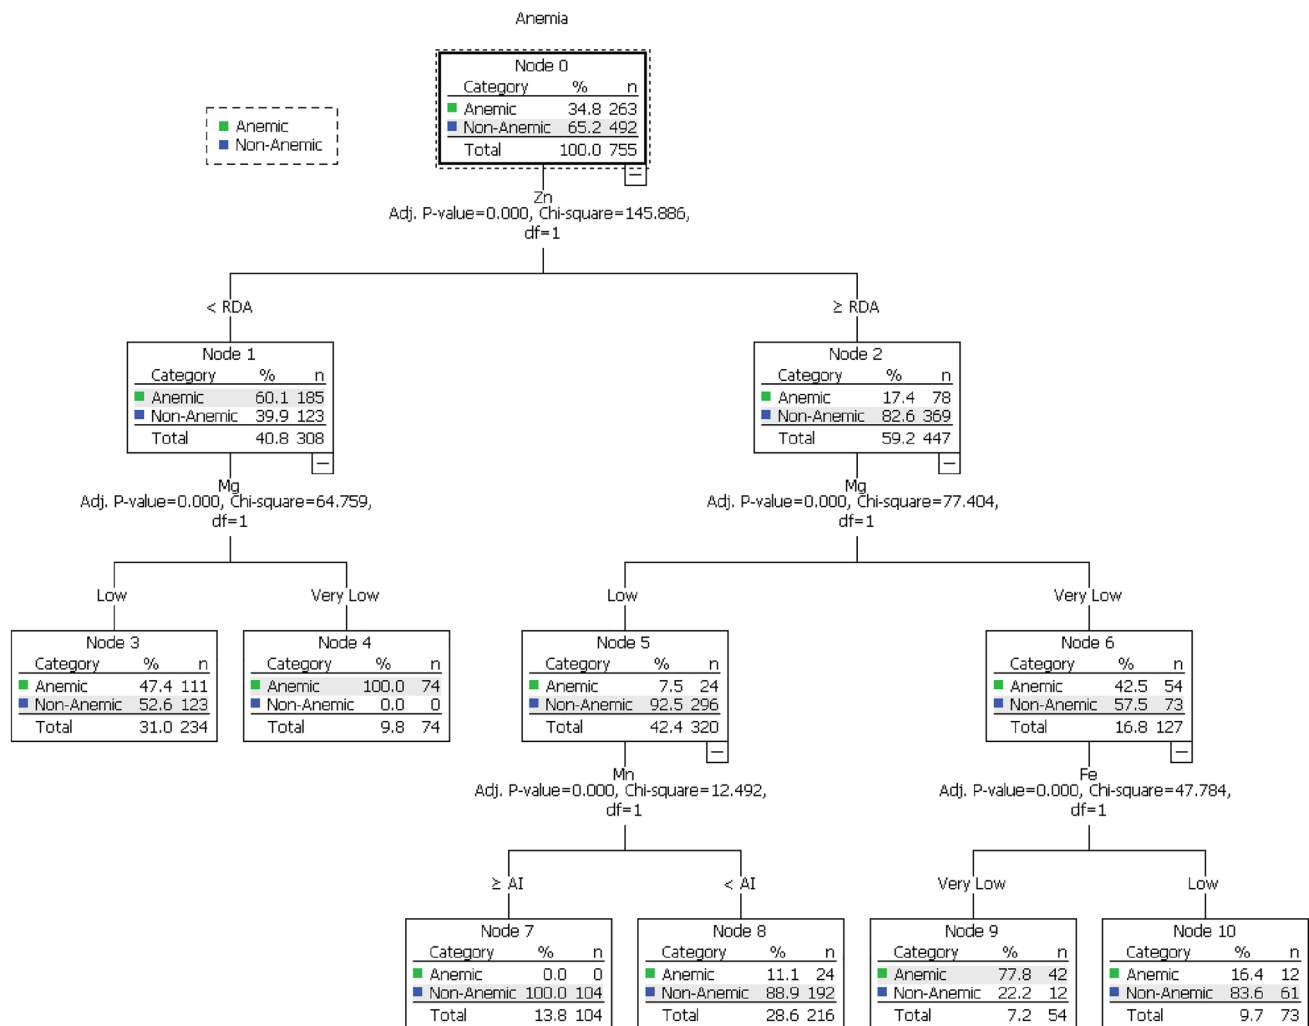 Anemia
Anemic
Non-Anemic
Node 0
Category % n
Anemic 34.8 263
Non-Anemic 65.2 492
Total 100.0 755
Zn
Adj. P-value=0.000, Chi-square=145.886,
df=1
< RDA
≥ RDA
Node 1
Category % n
Anemic 60.1 185
Non-Anemic 39.9 123
Total 40.8 308
Node 2
Category % n
Anemic 17.4 78
Non-Anemic 82.6 369
Total 59.2 447
Mg
Adj. P-value=0.000, Chi-square=64.759,
df=1
Mg
Adj. P-value=0.000, Chi-square=77.404,
df=1
Low
Very Low
Low
Very Low
Node 3
Category % n
Anemic 47.4 111
Non-Anemic 52.6 123
Total 31.0 234
Node 4
Category % n
Anemic 100.0 74
Non-Anemic 0.0 0
Total 9.8 74
Node 5
Category % n
Anemic 7.5 24
Non-Anemic 92.5 296
Total 42.4 320
Node 6
Category % n
Anemic 42.5 54
Non-Anemic 57.5 73
Total 16.8 127
Mn
Adj. P-value=0.000, Chi-square=12.492,
df=1
Fe
Adj. P-value=0.000, Chi-square=47.784,
df=1
≥ AI
< AI
Very Low
Low
Node 7
Category % n
Anemic 0.0 0
Non-Anemic 100.0 104
Total 13.8 104
Node 8
Category % n
Anemic 11.1 24
Non-Anemic 88.9 192
Total 28.6 216
Node 9
Category % n
Anemic 77.8 42
Non-Anemic 22.2 12
Total 7.2 54
Node 10
Category % n
Anemic 16.4 12
Non-Anemic 83.6 61
Total 9.7 73